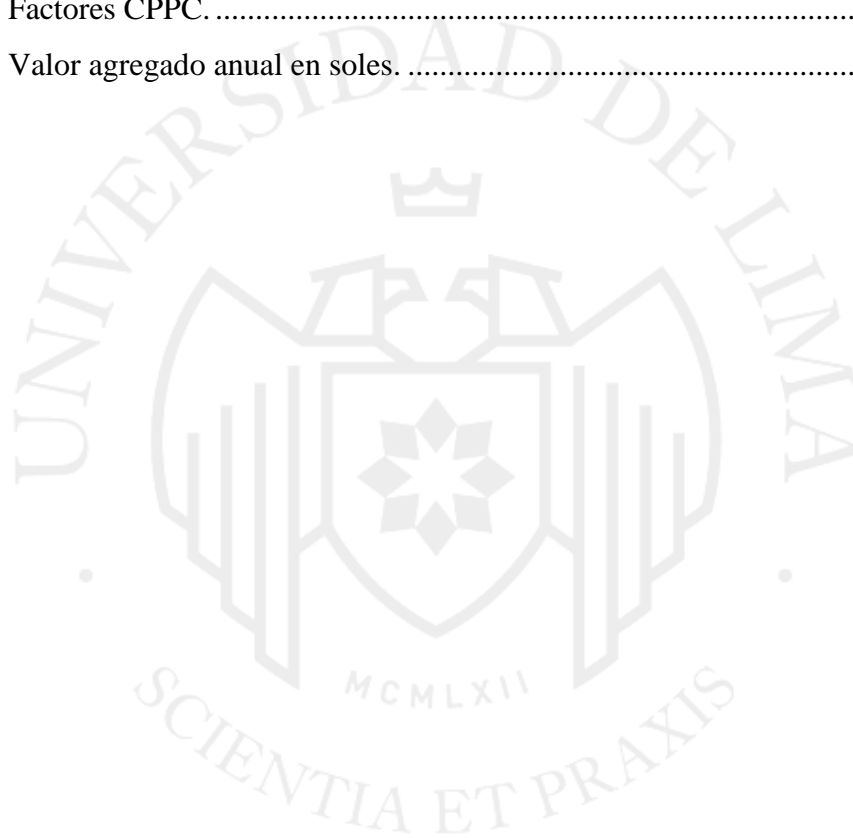 Factores CPPC. ....................................................................................
Valor agregado anual en soles. ..........................................................
UNIVERSIDAD DE LIMA
MCMLXII
SCIENTIA ET PRAXIS